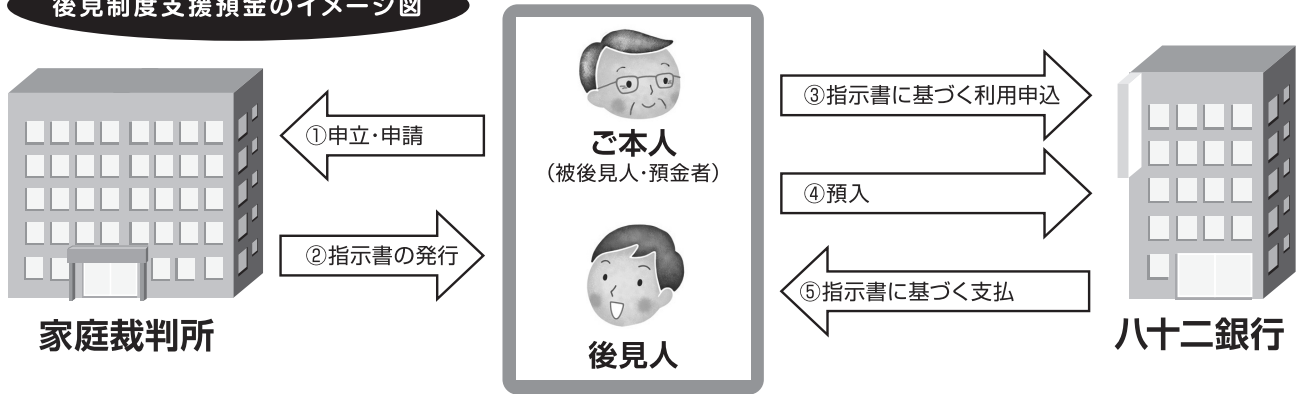 後見制度支援預金のイメージ図
①申立・申請
②指示書の発行
家庭裁判所
ご本人
（被後見人・預金者）
後見人
③指示書に基づく利用申込
④預入
⑤指示書に基づく支払
八十二銀行